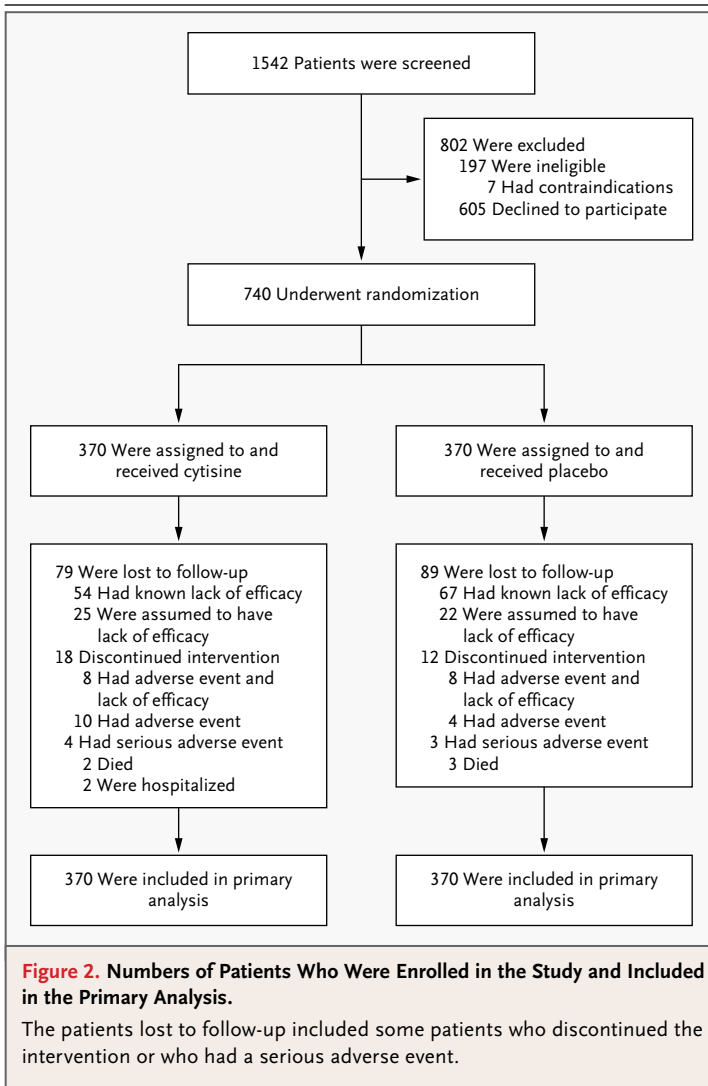 1542 Patients were screened
802 Were excluded
197 Were ineligible
7 Had contraindications
605 Declined to participate
740 Underwent randomization
370 Were assigned to and
received cytisine
370 Were assigned to and
received placebo
79 Were lost to follow-up
54 Had known lack of efficacy
25 Were assumed to have
lack of efficacy
18 Discontinued intervention
8 Had adverse event and
lack of efficacy
10 Had adverse event
4 Had serious adverse event
2 Died
2 Were hospitalized
89 Were lost to follow-up
67 Had known lack of efficacy
22 Were assumed to have
lack of efficacy
12 Discontinued intervention
8 Had adverse event and
lack of efficacy
4 Had adverse event
3 Had serious adverse event
3 Died
370 Were included in primary
analysis
370 Were included in primary
analysis
Figure 2. Numbers of Patients Who Were Enrolled in the Study and Included
in the Primary Analysis.
The patients lost to follow-up included some patients who discontinued the
intervention or who had a serious adverse event.